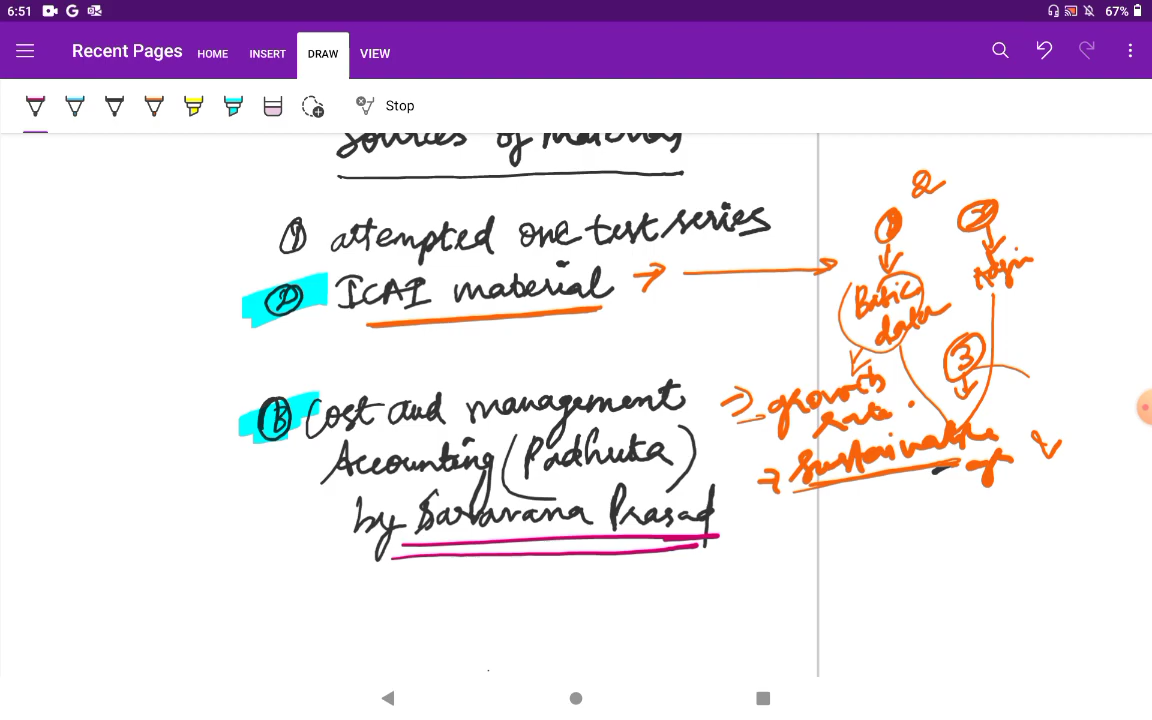 6:51
67%
Recent Pages HOME INSERT DRAW VIEW
Stop
Sources of Material
① attempted one test series
② ICAI material →
③ Cost and management
Accounting (Padhuka)
by Saravana Prasad
2
① ②
Basic
data
③
→ growth
rate.
→ Sustainable